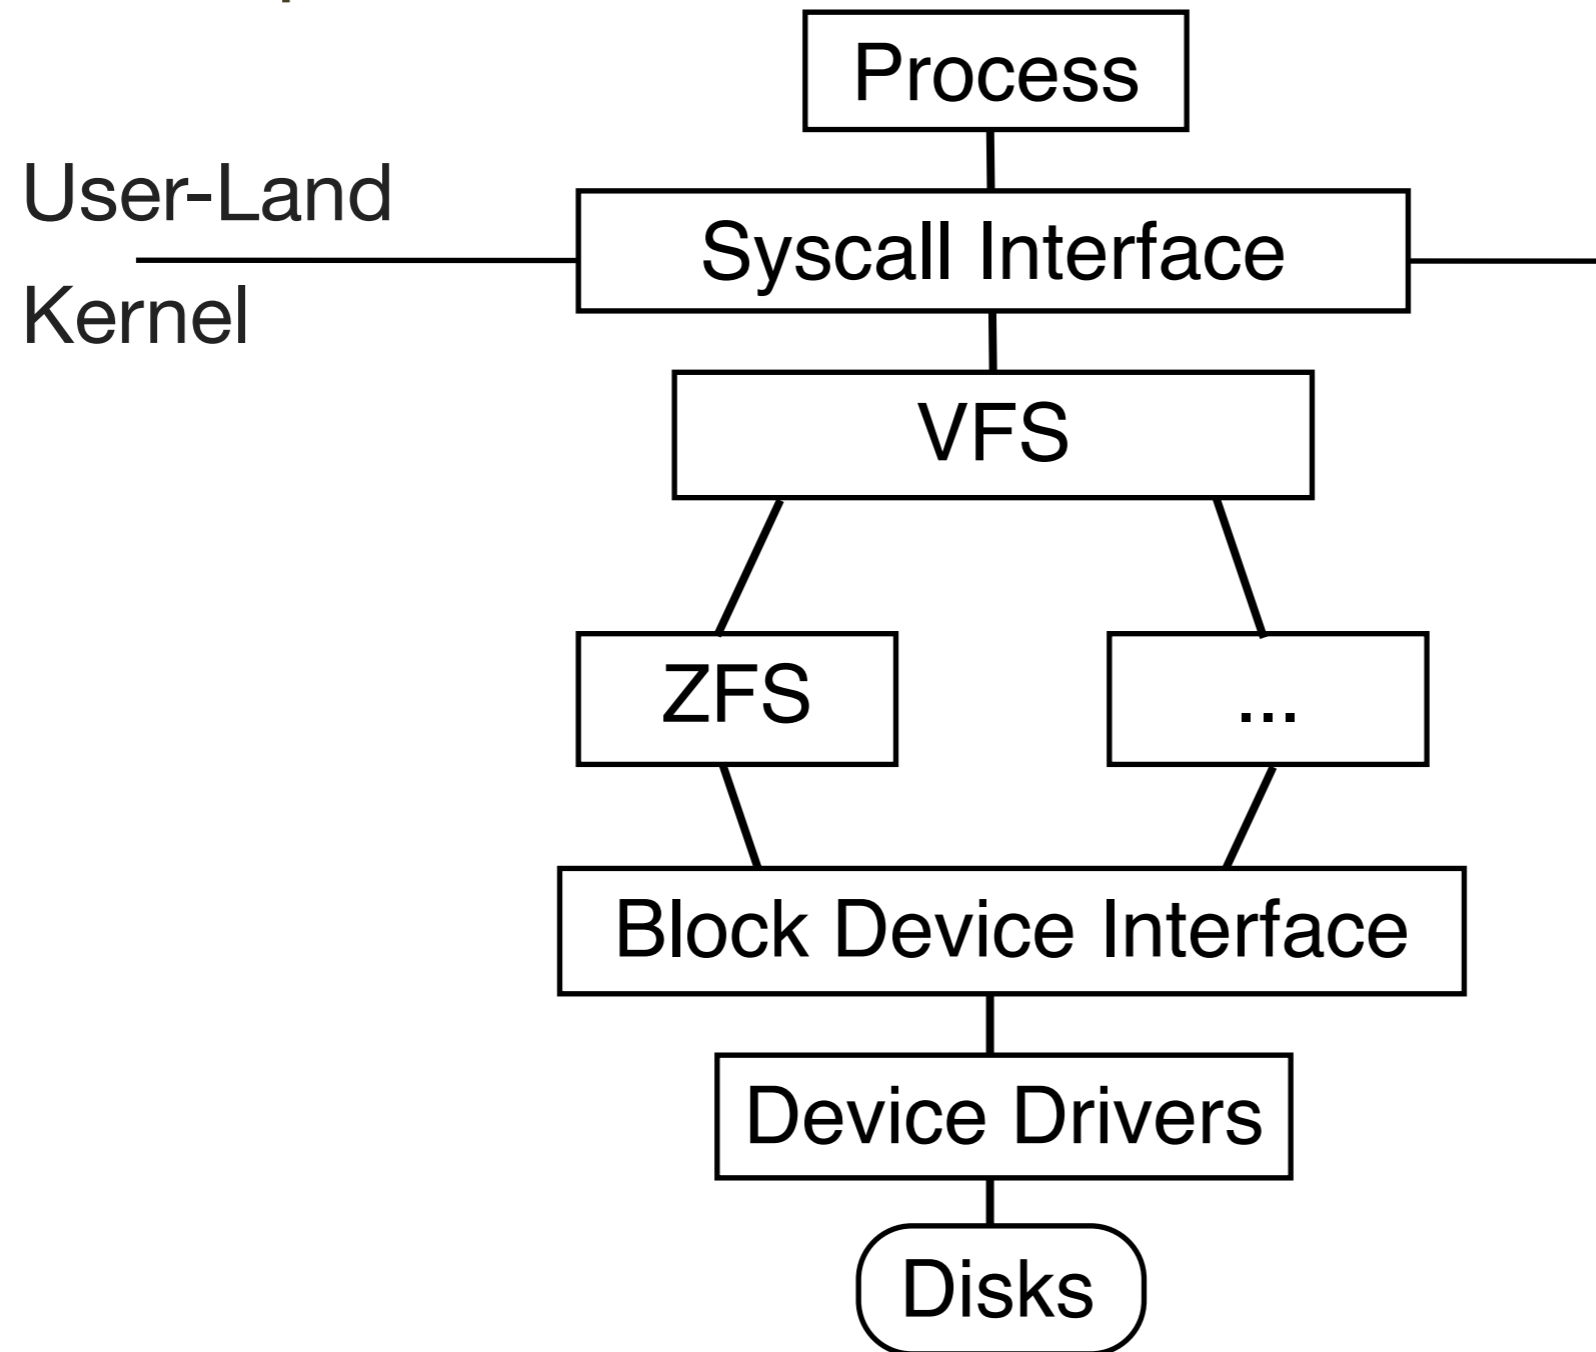 Process
User-Land
Syscall Interface
Kernel
VFS
ZFS
...
Block Device Interface
Device Drivers
Disks